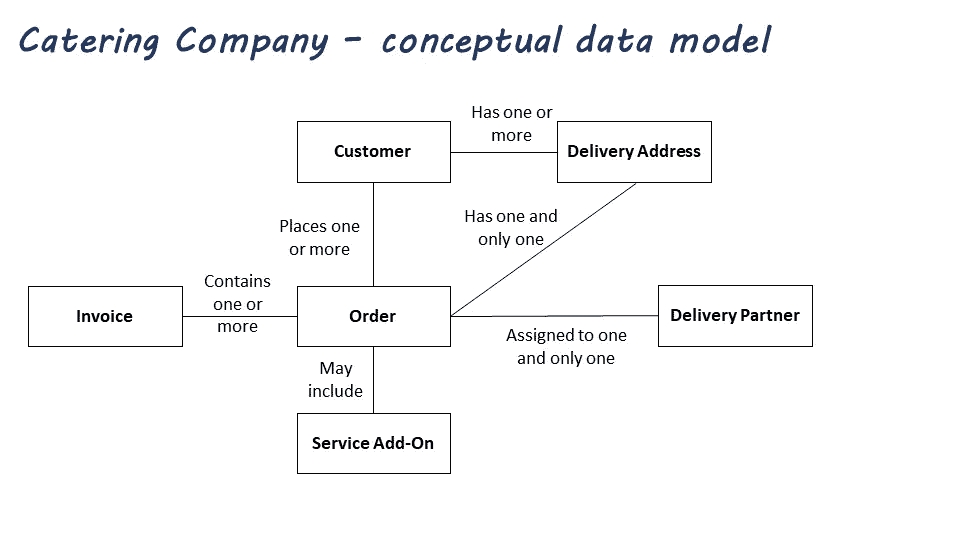 Catering Company - conceptual data model
Has one or
more
Customer
Delivery Address
Places one
or more
Has one and
only one
Contains
one or
more
Invoice
Order
Delivery Partner
Assigned to one
and only one
May
include
Service Add-On